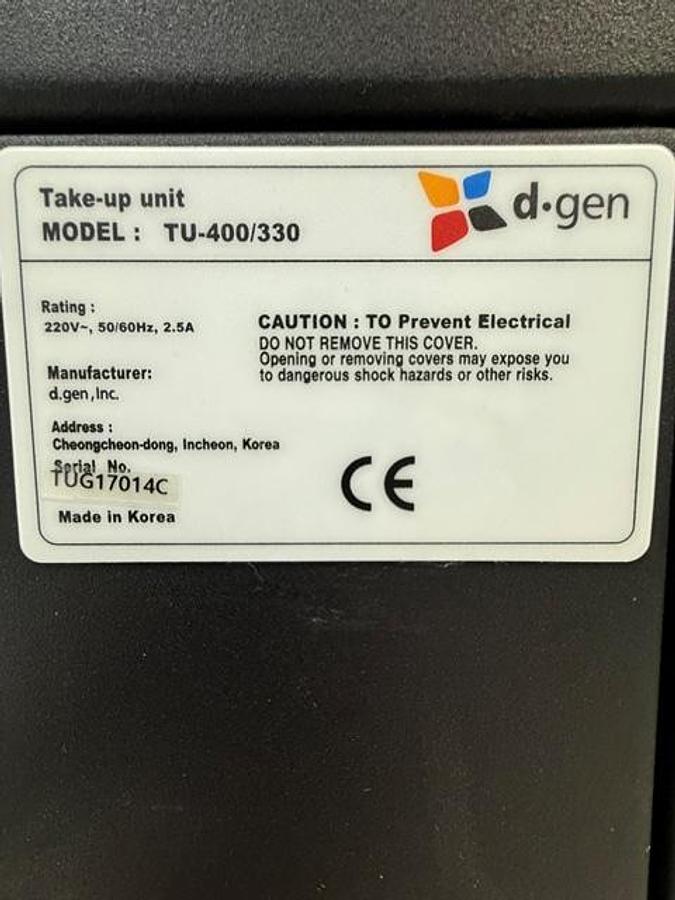 Take-up unit
MODEL : TU-400/330
d·gen
Rating :
220V~, 50/60Hz, 2.5A
CAUTION : TO Prevent Electrical
DO NOT REMOVE THIS COVER.
Opening or removing covers may expose you
to dangerous shock hazards or other risks.
Manufacturer:
d.gen,Inc.
Address :
Cheongcheon-dong, Incheon, Korea
Serial No.
TUG17014C
Made in Korea
CE